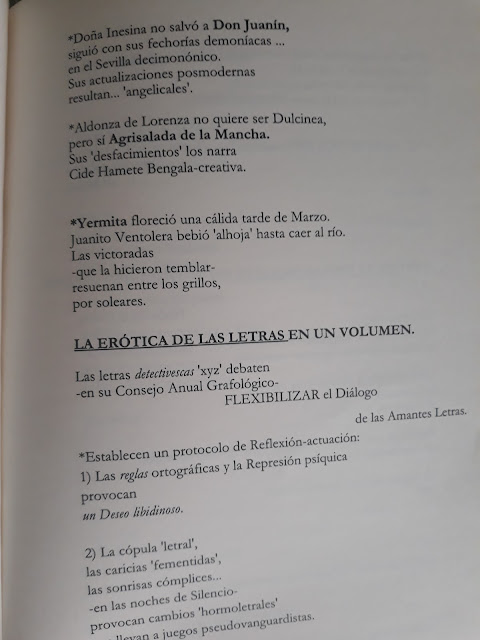 *Doña Inesina no salvó a Don Juanín,
siguió con sus fechorías demoníacas ...
en el Sevilla decimonónico.
Sus actualizaciones posmodernas
resultan... 'angelicales'.
*Aldonza de Lorenza no quiere ser Dulcinea,
pero sí Agrisalada de la Mancha.
Sus 'desfacimientos' los narra
Cide Hamete Bengala-creativa.
*Yermita floreció una cálida tarde de Marzo.
Juanito Ventolera bebió 'alhoja' hasta caer al río.
Las victoradas
-que la hicieron temblar-
resuenan entre los grillos,
por soleares.
LA ERÓTICA DE LAS LETRAS EN UN VOLUMEN.
Las letras detectivescas 'xyz' debaten
-en su Consejo Anual Grafológico-
FLEXIBILIZAR el Diálogo
de las Amantes Letras.
*Establecen un protocolo de Reflexión-actuación:
1) Las reglas ortográficas y la Represión psíquica
provocan
un Deseo libidinoso.
2) La cópula 'letral',
las caricias 'fementidas',
las sonrisas cómplices...
-en las noches de Silencio-
provocan cambios 'hormoletrales'
llevan a juegos pseudovanguardistas.